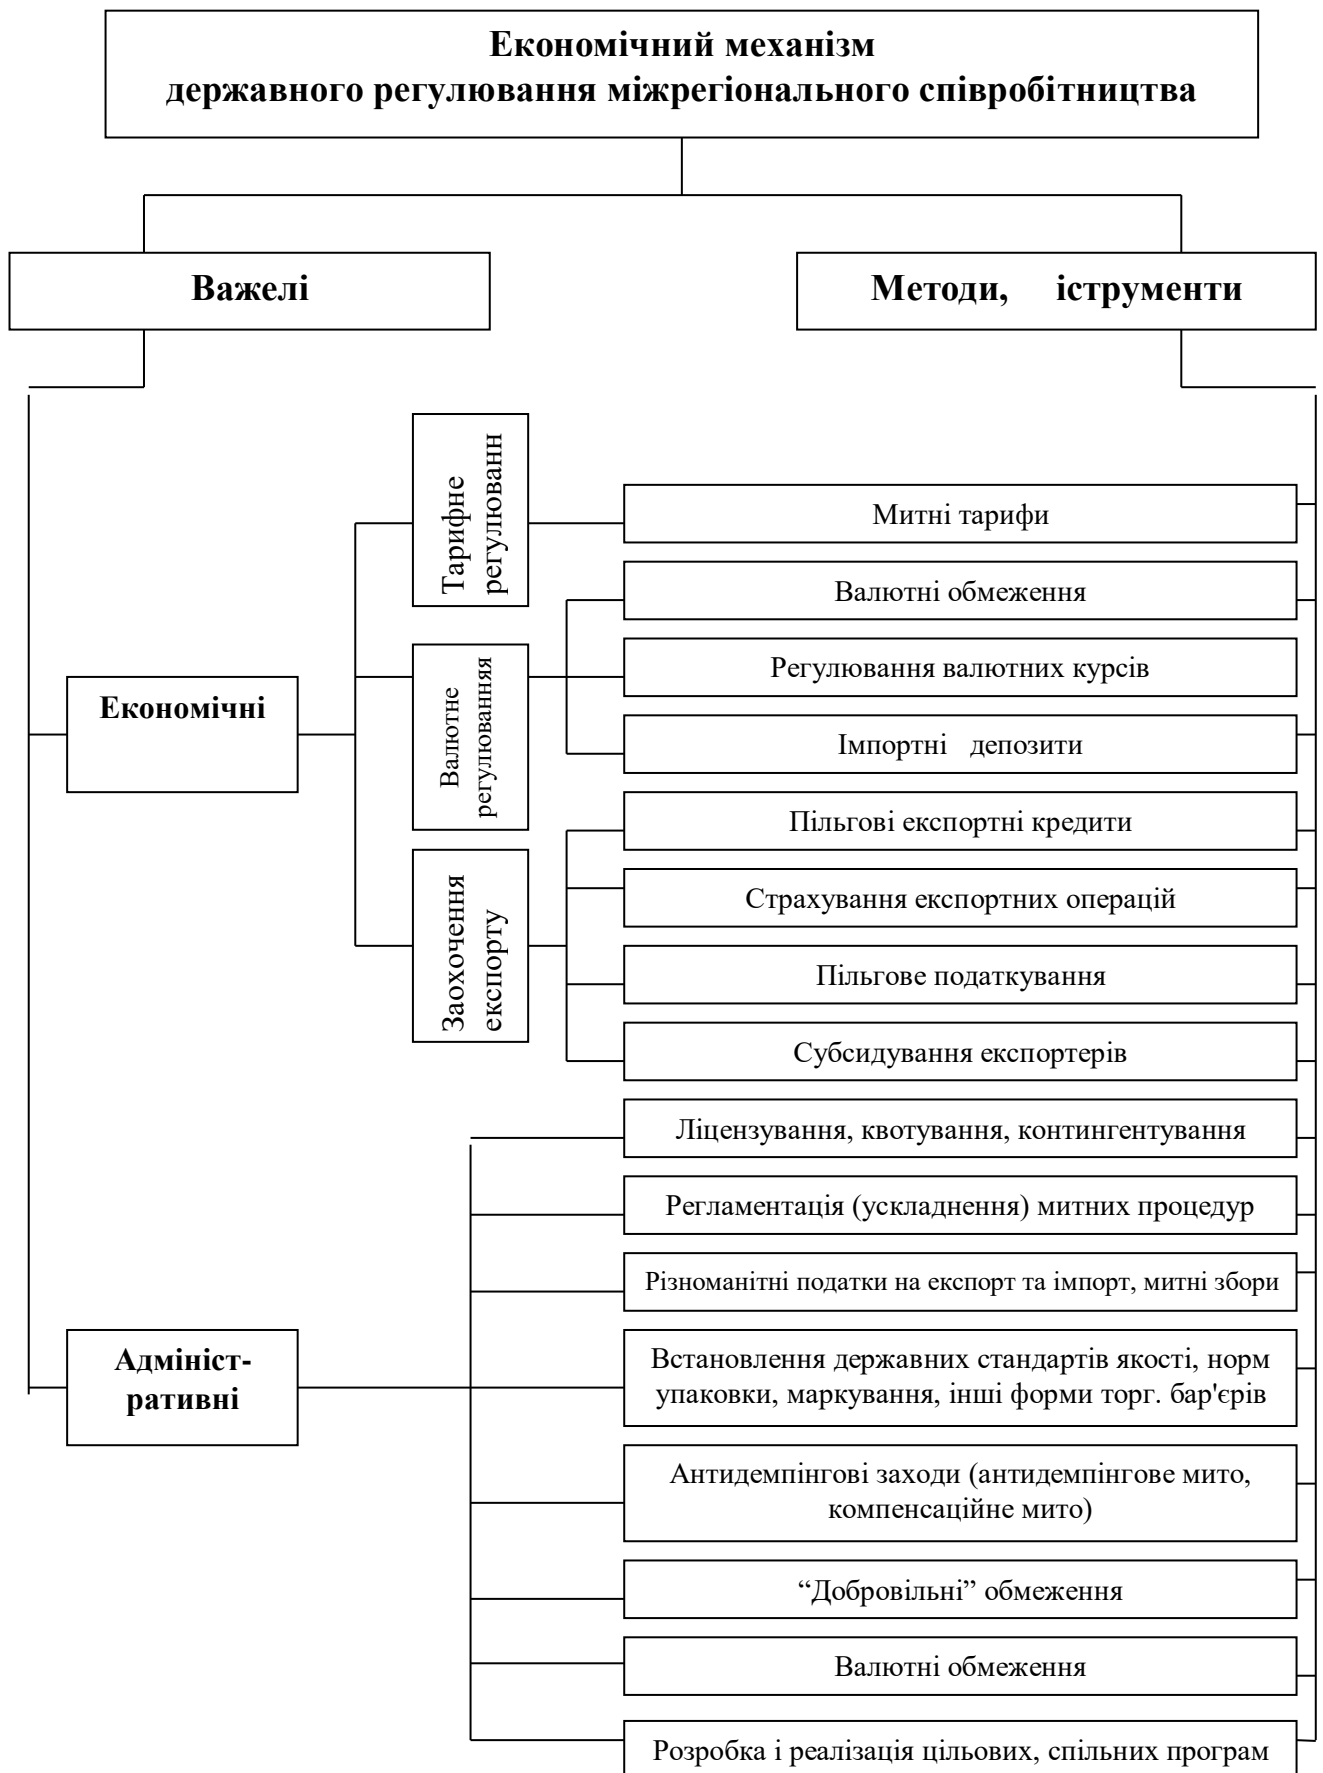 Економічний механізм
державного регулювання міжрегіонального співробітництва
Важелі
Методи, іструменти
Тарифне
регулюванн
Митні тарифи
Валютні обмеження
Економічні
Валютне
регулюванняя
Регулювання валютних курсів
Імпортні депозити
Пільгові експортні кредити
Заохочення
експорту
Страхування експортних операцій
Пільгове податкування
Субсидування експортерів
Ліцензування, квотування, контингентування
Регламентація (ускладнення) митних процедур
Різноманітні податки на експорт та імпорт, митні збори
Адмініст-
ративні
Встановлення державних стандартів якості, норм
упаковки, маркування, інші форми торг. бар'єрів
Антидемпінгові заходи (антидемпінгове мито,
компенсаційне мито)
“Добровільні” обмеження
Валютні обмеження
Розробка і реалізація цільових, спільних програм